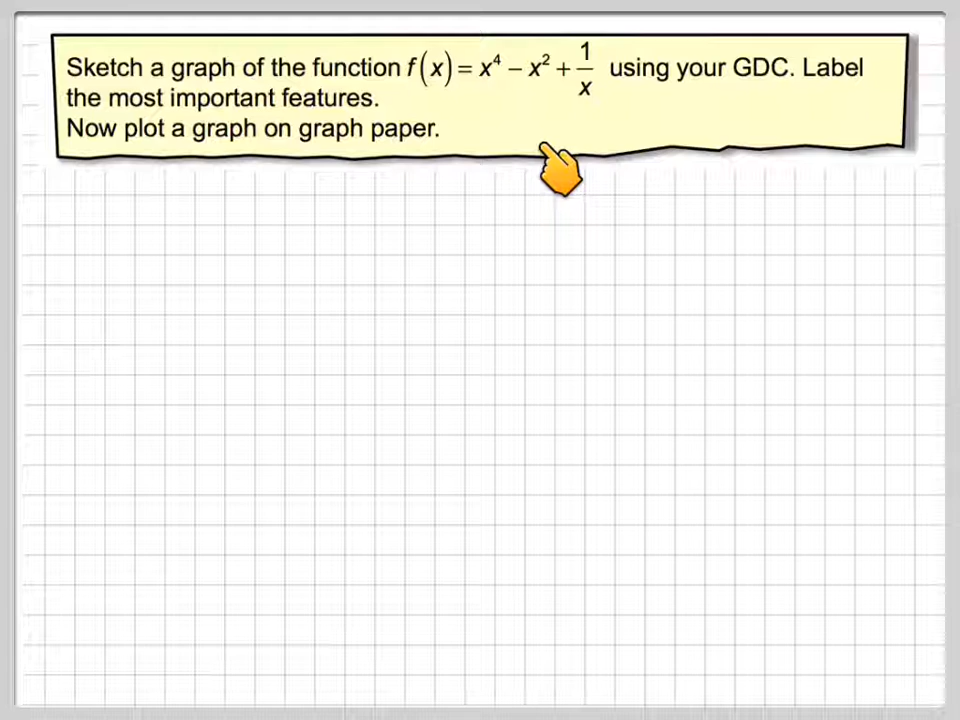 Sketch a graph of the function f(x) = x⁴ − x² + 1/x using your GDC. Label
the most important features.
Now plot a graph on graph paper.